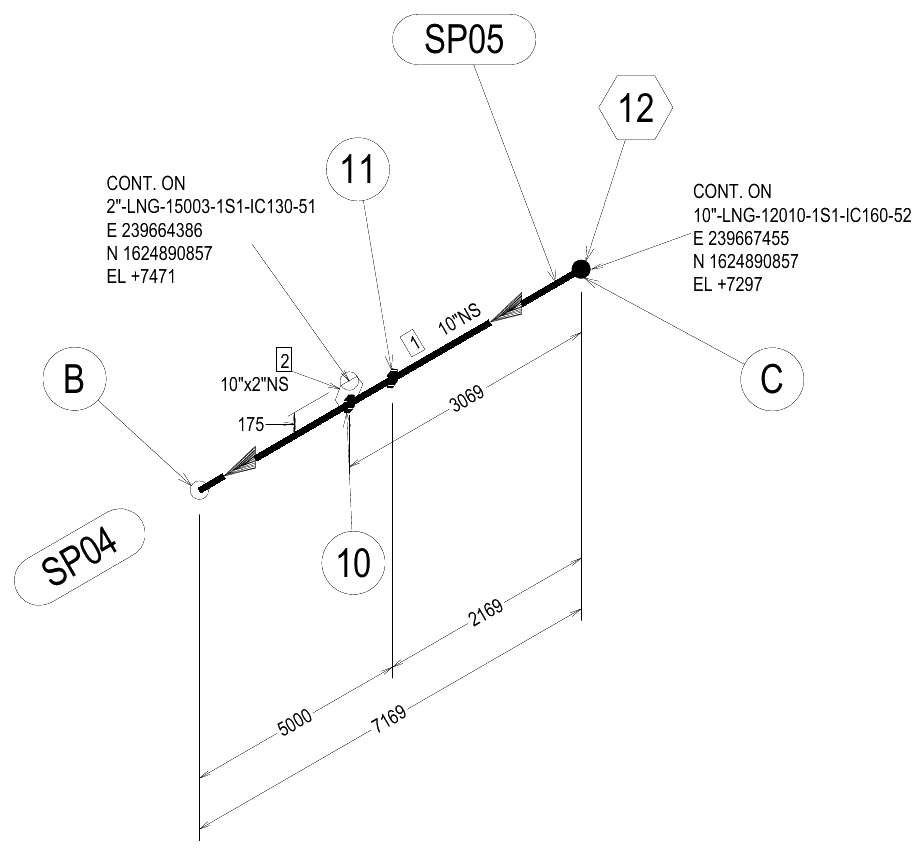 SP05
12
11
CONT. ON
2"-LNG-15003-1S1-IC130-51
E 239664386
N 1624890857
EL +7471
CONT. ON
10"-LNG-12010-1S1-IC160-52
E 239667455
N 1624890857
EL +7297
10"NS
1
2
10"x2"NS
B
C
3069
175
SP04
10
2169
5000
7169